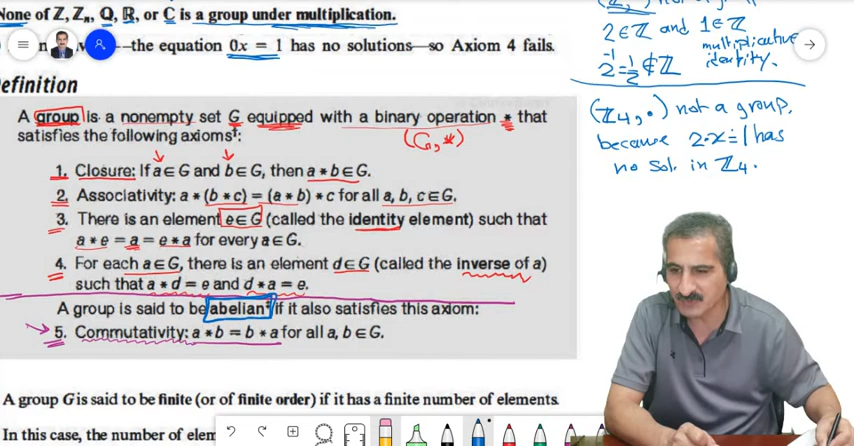 None of Z, Zn, Q, R, or C is a group under multiplication.
—the equation 0x = 1 has no solutions—so Axiom 4 fails.
efinition
A group is a nonempty set G equipped with a binary operation * that
satisfies the following axioms‡:
(G, *)
1. Closure: If a ∈ G and b ∈ G, then a * b ∈ G.
2. Associativity: a * (b * c) = (a * b) * c for all a, b, c ∈ G.
3. There is an element e ∈ G (called the identity element) such that
a * e = a = e * a for every a ∈ G.
4. For each a ∈ G, there is an element d ∈ G (called the inverse of a)
such that a * d = e and d * a = e.
A group is said to be abelian‡ if it also satisfies this axiom:
5. Commutativity: a * b = b * a for all a, b ∈ G.
A group G is said to be finite (or of finite order) if it has a finite number of elements.
In this case, the number of elem
2 ∈ ℤ and 1 ∈ ℤ
multiplicative
2⁻¹ = 1/2 ∉ ℤ identity.
(ℤ4, ·) not a group,
because 2·x = 1 has
no sol. in ℤ4.